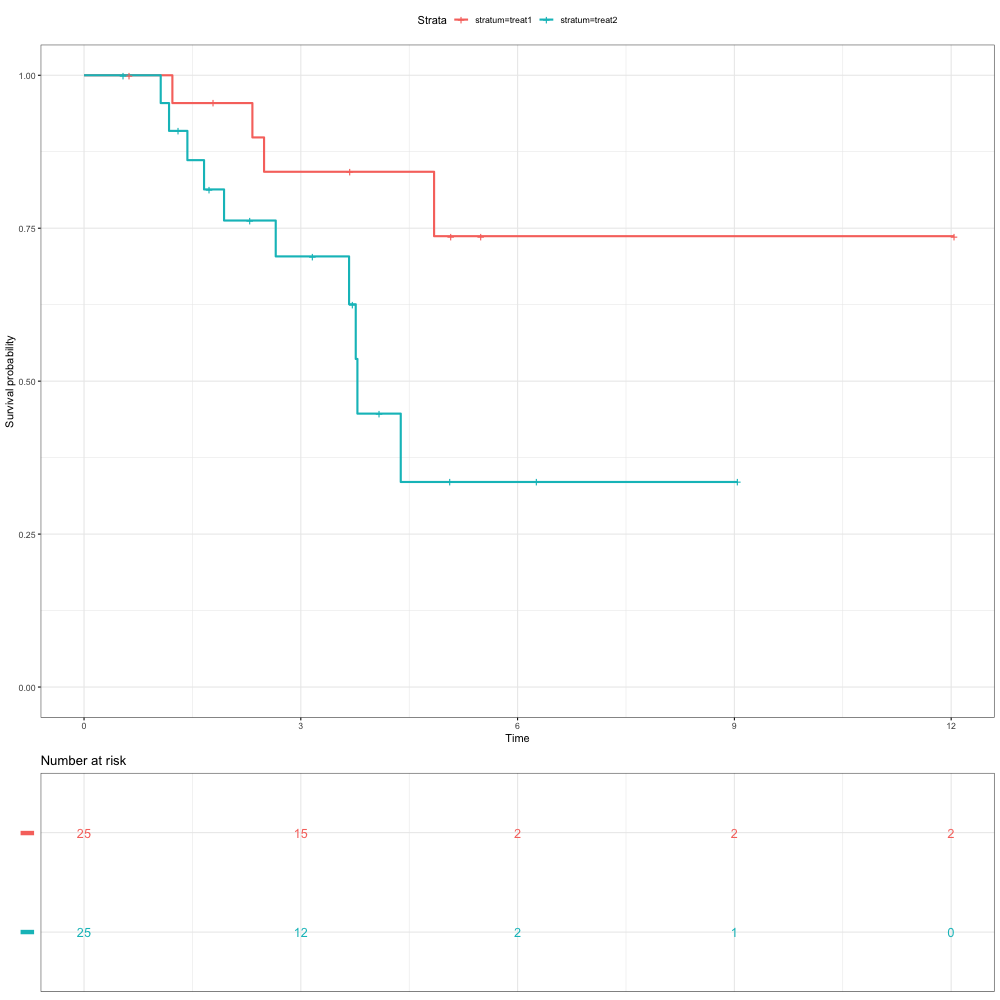 Strata stratum=treat1 stratum=treat2
1.00
0.75
0.50
0.25
0.00
Survival probability
0 3 6 9 12
Time
Number at risk
25 15 2 2 2
25 12 2 1 0